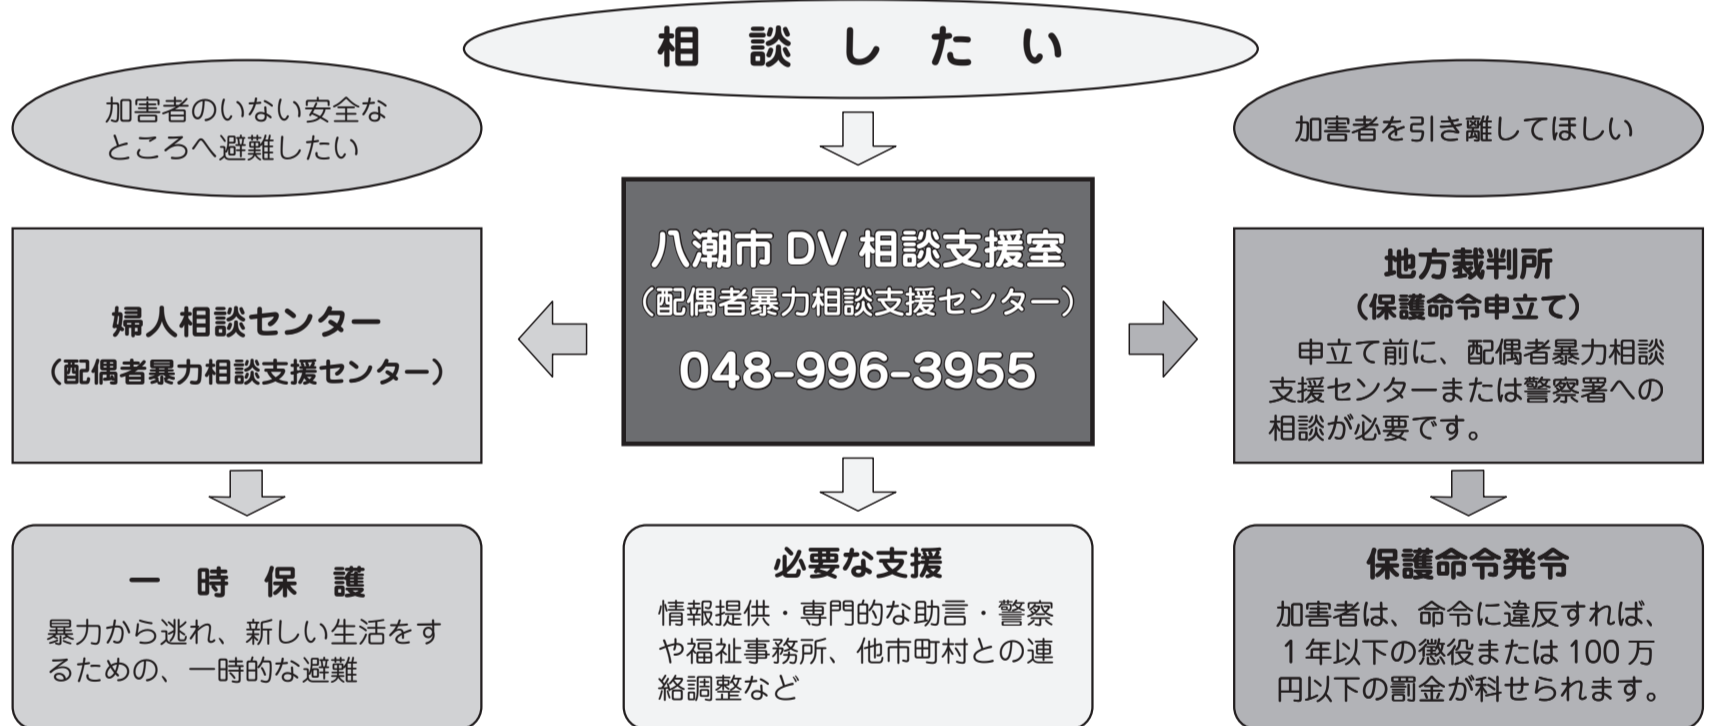 相談したい
加害者のいない安全な
ところへ避難したい
加害者を引き離してほしい
八潮市 DV 相談支援室
（配偶者暴力相談支援センター）
048-996-3955
婦人相談センター
（配偶者暴力相談支援センター）
地方裁判所
（保護命令申立て）
申立て前に、配偶者暴力相談
支援センターまたは警察署への
相談が必要です。
一時保護
暴力から逃れ、新しい生活をす
るための、一時的な避難
必要な支援
情報提供・専門的な助言・警察
や福祉事務所、他市町村との連
絡調整など
保護命令発令
加害者は、命令に違反すれば、
1 年以下の懲役または 100 万
円以下の罰金が科せられます。